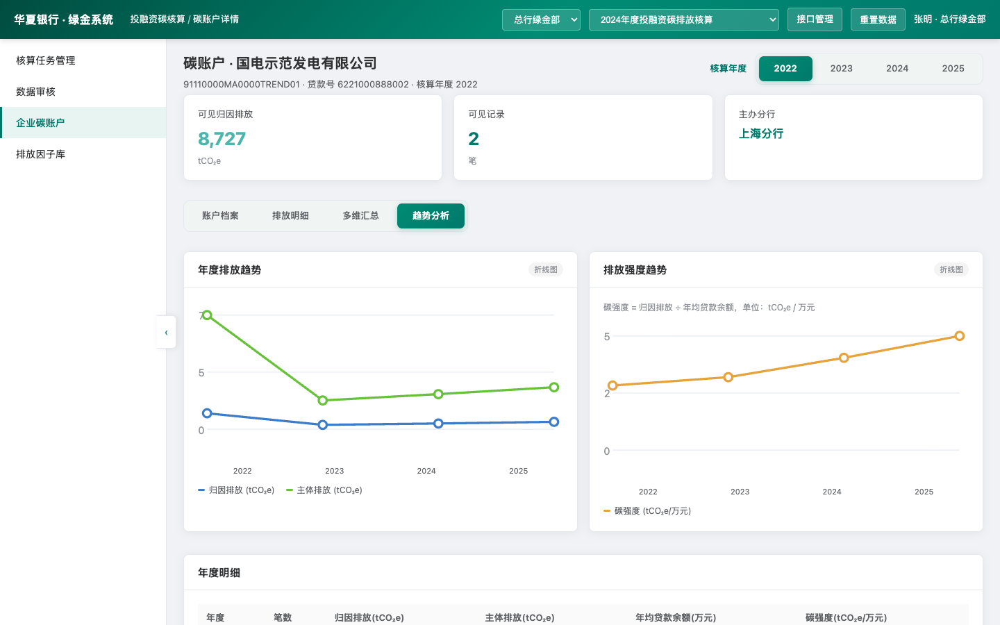 华夏银行 · 绿金系统
投融资碳核算 / 碳账户详情
总行绿金部
2024年度投融资碳排放核算
接口管理
重置数据
张明 · 总行绿金部
核算任务管理
数据审核
企业碳账户
排放因子库
‹
碳账户 · 国电示范发电有限公司
91110000MA0000TREND01 · 贷款号 6221000888002 · 核算年度 2022
核算年度
2022
2023
2024
2025
可见归因排放
8,727
tCO₂e
可见记录
2
笔
主办分行
上海分行
账户档案
排放明细
多维汇总
趋势分析
年度排放趋势
折线图
7
5
0
2022
2023
2024
2025
归因排放 (tCO₂e)
主体排放 (tCO₂e)
排放强度趋势
折线图
碳强度 = 归因排放 ÷ 年均贷款余额，单位：tCO₂e / 万元
5
2
0
2022
2023
2024
2025
碳强度 (tCO₂e/万元)
年度明细
年度
笔数
归因排放(tCO₂e)
主体排放(tCO₂e)
年均贷款余额(万元)
碳强度(tCO₂e/万元)